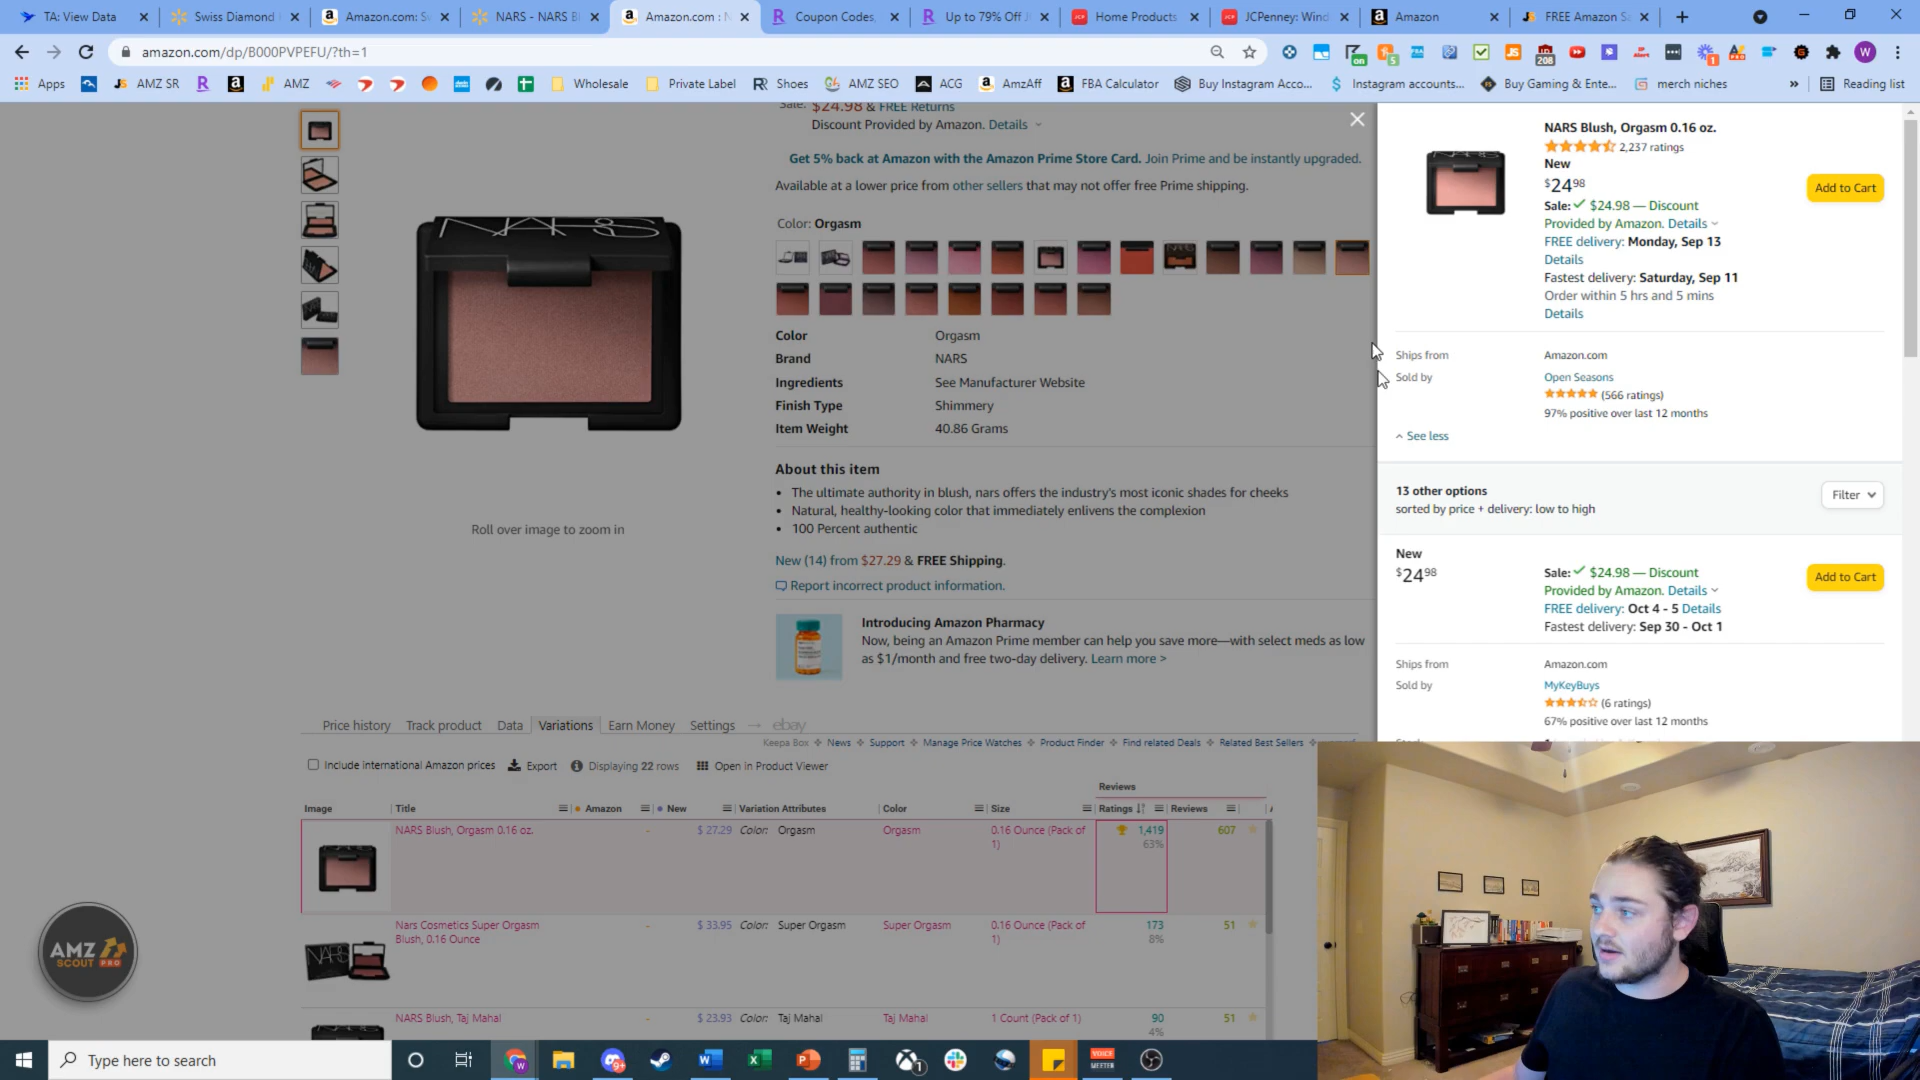 TA: View Data
Swiss Diamond
Amazon.com: S
NARS - NARS B
Amazon.com : N
Coupon Codes,
Up to 79% Off J
Home Products
JCPenney: Wind
Amazon
FREE Amazon Sa
amazon.com/dp/B000PVPEFU/?th=1
Apps
AMZ SR
AMZ
Wholesale
Private Label
Shoes
AMZ SEO
ACG
AmzAff
FBA Calculator
Buy Instagram Acco...
Instagram accounts...
Buy Gaming & Ente...
merch niches
Reading list
Sale: $24.98 & FREE Returns
Discount Provided by Amazon. Details
Get 5% back at Amazon with the Amazon Prime Store Card. Join Prime and be instantly upgraded.
Available at a lower price from other sellers that may not offer free Prime shipping.
Color: Orgasm
Color Orgasm
Brand NARS
Ingredients See Manufacturer Website
Finish Type Shimmery
Item Weight 40.86 Grams
About this item
• The ultimate authority in blush, nars offers the industry's most iconic shades for cheeks
• Natural, healthy-looking color that immediately enlivens the complexion
• 100 Percent authentic
NARS
Roll over image to zoom in
New (14) from $27.29 & FREE Shipping.
Report incorrect product information.
Introducing Amazon Pharmacy
Now, being an Amazon Prime member can help you save more—with select meds as low
as $1/month and free two-day delivery. Learn more >
Price history Track product Data Variations Earn Money Settings → ebay
Keepa Box News Support Manage Price Watches Product Finder Find related Deals Related Best Sellers
Include international Amazon prices Export Displaying 22 rows Open in Product Viewer
Reviews
Image Title Amazon New Variation Attributes Color Size Ratings Reviews
NARS Blush, Orgasm 0.16 oz. - $ 27.29 Color: Orgasm Orgasm 0.16 Ounce (Pack of 1,419 607
1) 63%
Nars Cosmetics Super Orgasm - $ 33.95 Color: Super Orgasm Super Orgasm 0.16 Ounce (Pack of 173 51
Blush, 0.16 Ounce 1) 8%
NARS Blush, Taj Mahal - $ 23.93 Color: Taj Mahal Taj Mahal 1 Count (Pack of 1) 90 51
4%
AMZ
SCOUT PRO
NARS Blush, Orgasm 0.16 oz.
2,237 ratings
New
$2498
Add to Cart
Sale: $24.98 — Discount
Provided by Amazon. Details
FREE delivery: Monday, Sep 13
Details
Fastest delivery: Saturday, Sep 11
Order within 5 hrs and 5 mins
Details
Ships from Amazon.com
Sold by Open Seasons
(566 ratings)
97% positive over last 12 months
See less
13 other options
sorted by price + delivery: low to high
Filter
New
$2498
Sale: $24.98 — Discount
Add to Cart
Provided by Amazon. Details
FREE delivery: Oct 4 - 5 Details
Fastest delivery: Sep 30 - Oct 1
Ships from Amazon.com
Sold by MyKeyBuys
(6 ratings)
67% positive over last 12 months
Type here to search